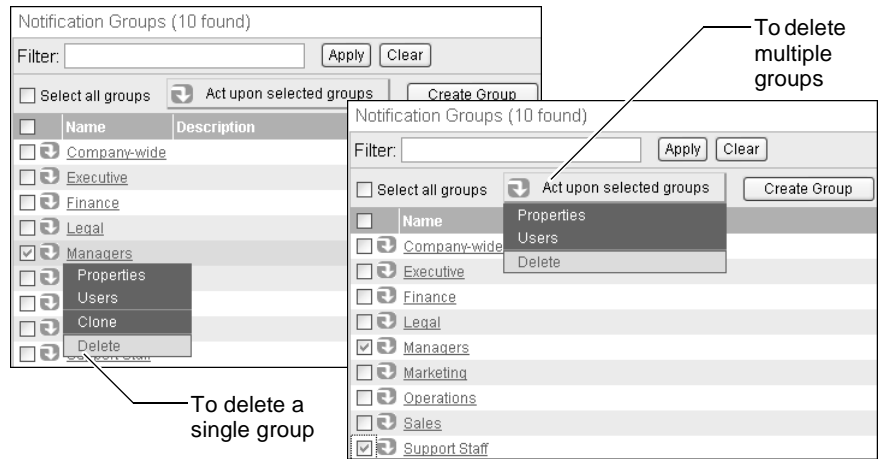 Notification Groups (10 found)
Filter:
Apply
Clear
Select all groups
Act upon selected groups
Create Group
Name
Description
Company-wide
Executive
Finance
Legal
Managers
Properties
Users
Clone
Delete
Support Staff
To delete a
single group
To delete
multiple
groups
Notification Groups (10 found)
Filter:
Apply
Clear
Select all groups
Act upon selected groups
Create Group
Name
Properties
Users
Delete
Company-wide
Executive
Finance
Legal
Managers
Marketing
Operations
Sales
Support Staff